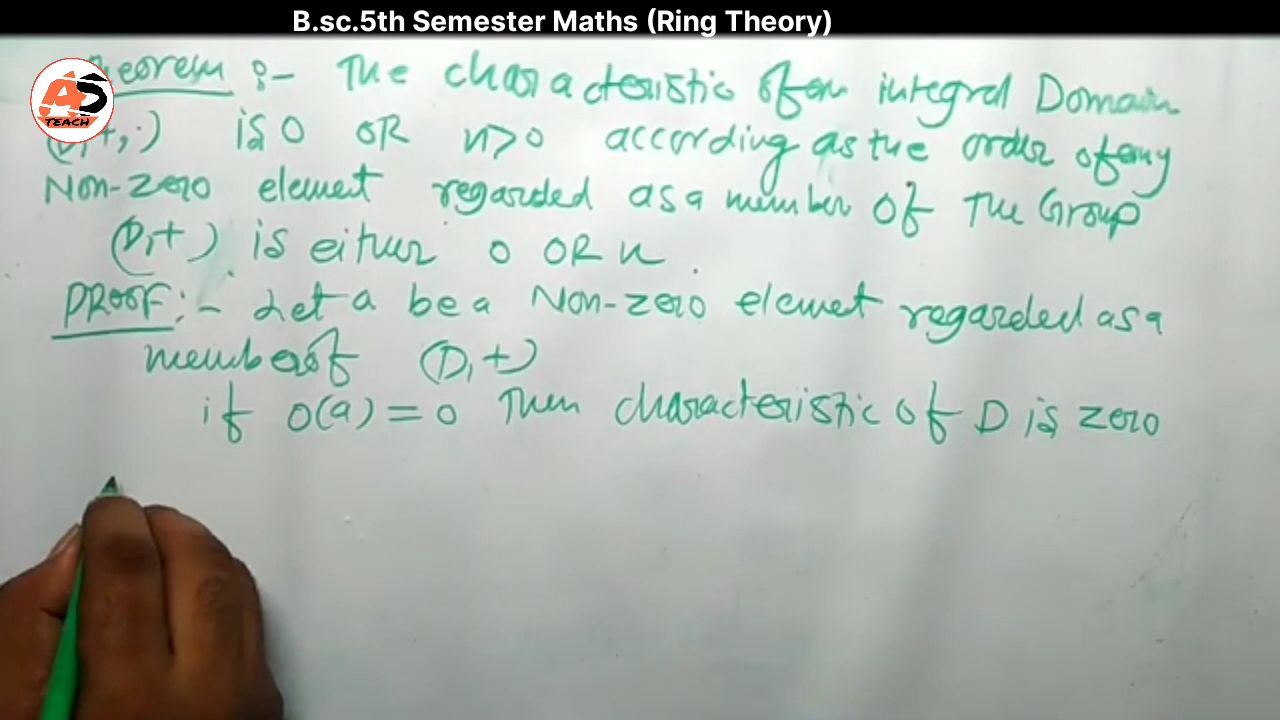 B.sc.5th Semester Maths (Ring Theory)
AS
TEACH
Theorem :- The characteristic of an integral Domain
(D,+,·) is 0 OR n>0 according as the order of any
Non-zero element regarded as a member of The Group
(D,+) is either 0 OR n.
PROOF:- Let a be a Non-zero element regarded as a
member of (D,+)
if O(a)=0 Then characteristic of D is zero